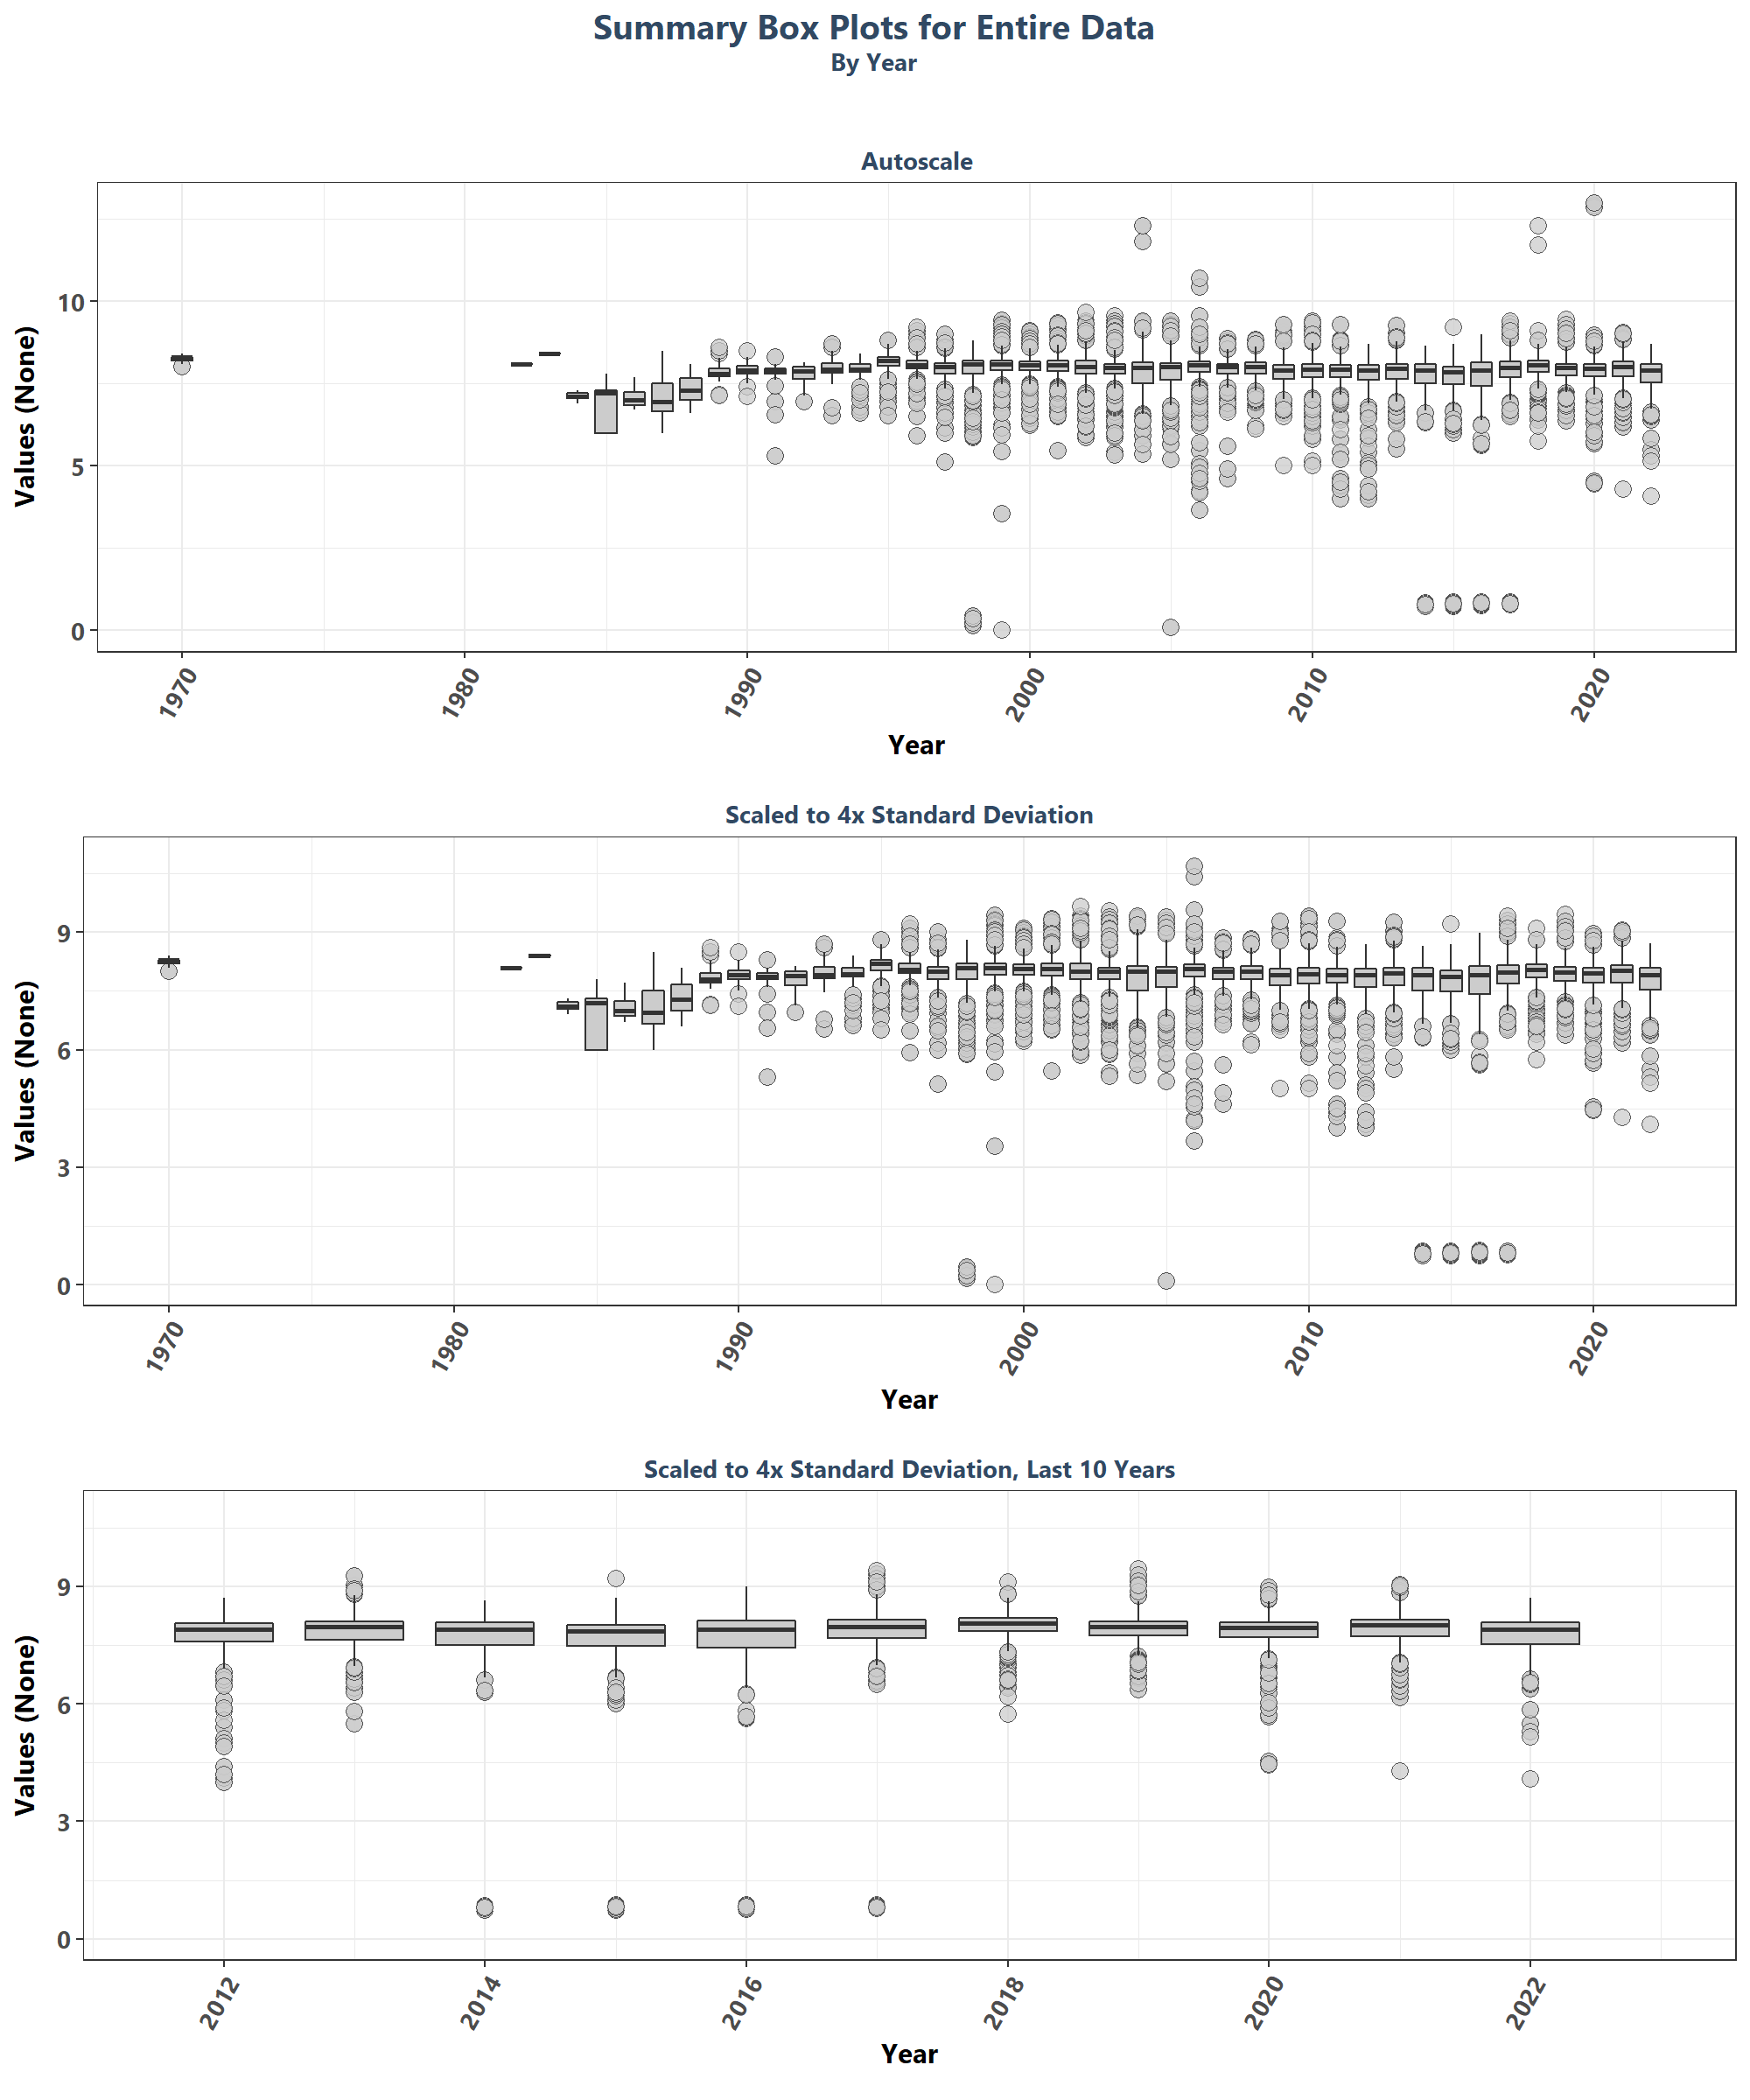 Summary Box Plots for Entire Data
By Year
Autoscale
Values (None)
10
5
0
1970 1980 1990 2000 2010 2020
Year
Scaled to 4x Standard Deviation
Values (None)
9
6
3
0
1970 1980 1990 2000 2010 2020
Year
Scaled to 4x Standard Deviation, Last 10 Years
Values (None)
9
6
3
0
2012 2014 2016 2018 2020 2022
Year